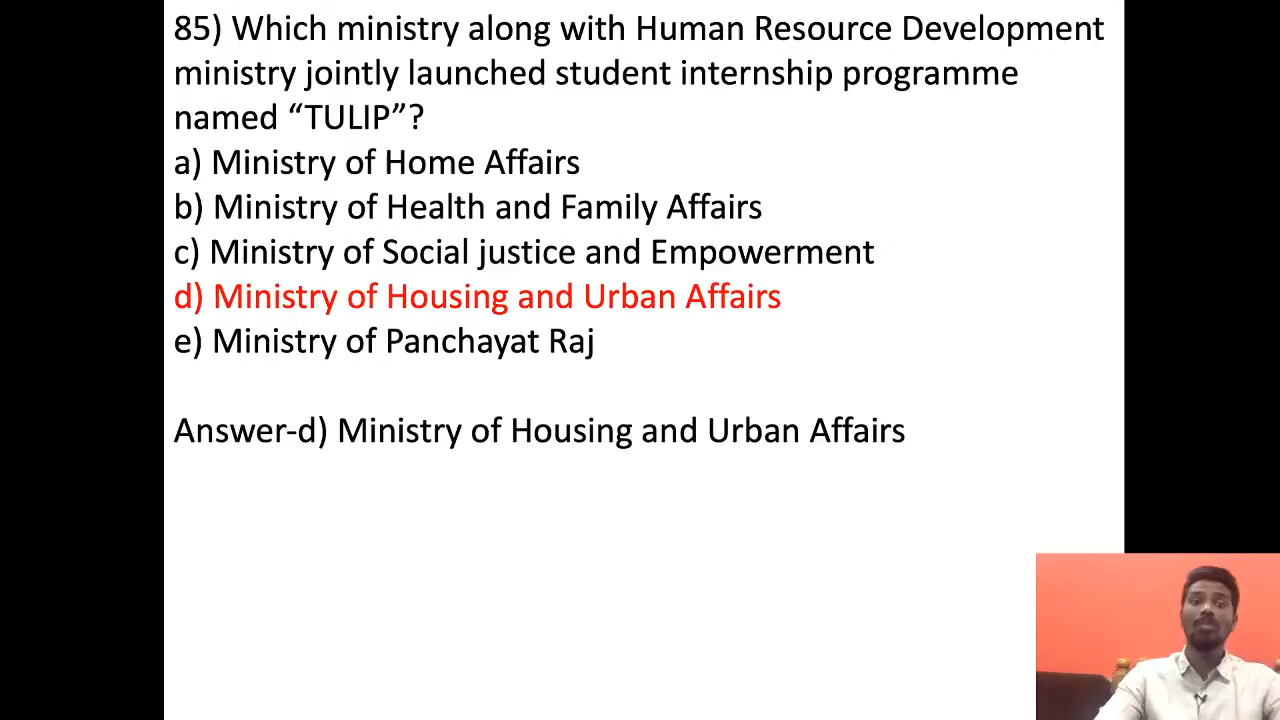 85) Which ministry along with Human Resource Development
ministry jointly launched student internship programme
named “TULIP”?
a) Ministry of Home Affairs
b) Ministry of Health and Family Affairs
c) Ministry of Social justice and Empowerment
d) Ministry of Housing and Urban Affairs
e) Ministry of Panchayat Raj
Answer-d) Ministry of Housing and Urban Affairs